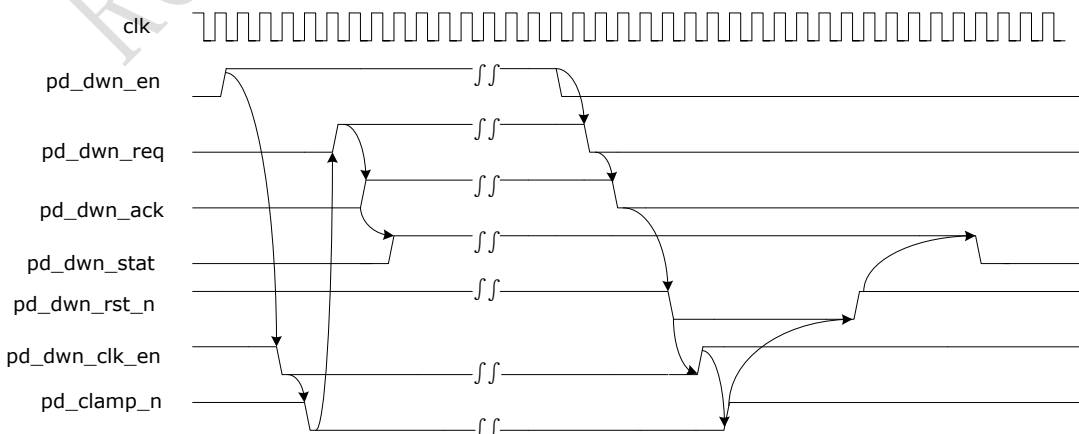 clk
pd_dwn_en
pd_dwn_req
pd_dwn_ack
pd_dwn_stat
pd_dwn_rst_n
pd_dwn_clk_en
pd_clamp_n